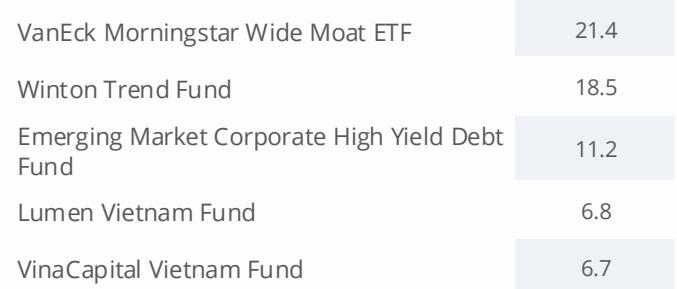 VanEck Morningstar Wide Moat ETF 21.4
Winton Trend Fund 18.5
Emerging Market Corporate High Yield Debt
Fund 11.2
Lumen Vietnam Fund 6.8
VinaCapital Vietnam Fund 6.7